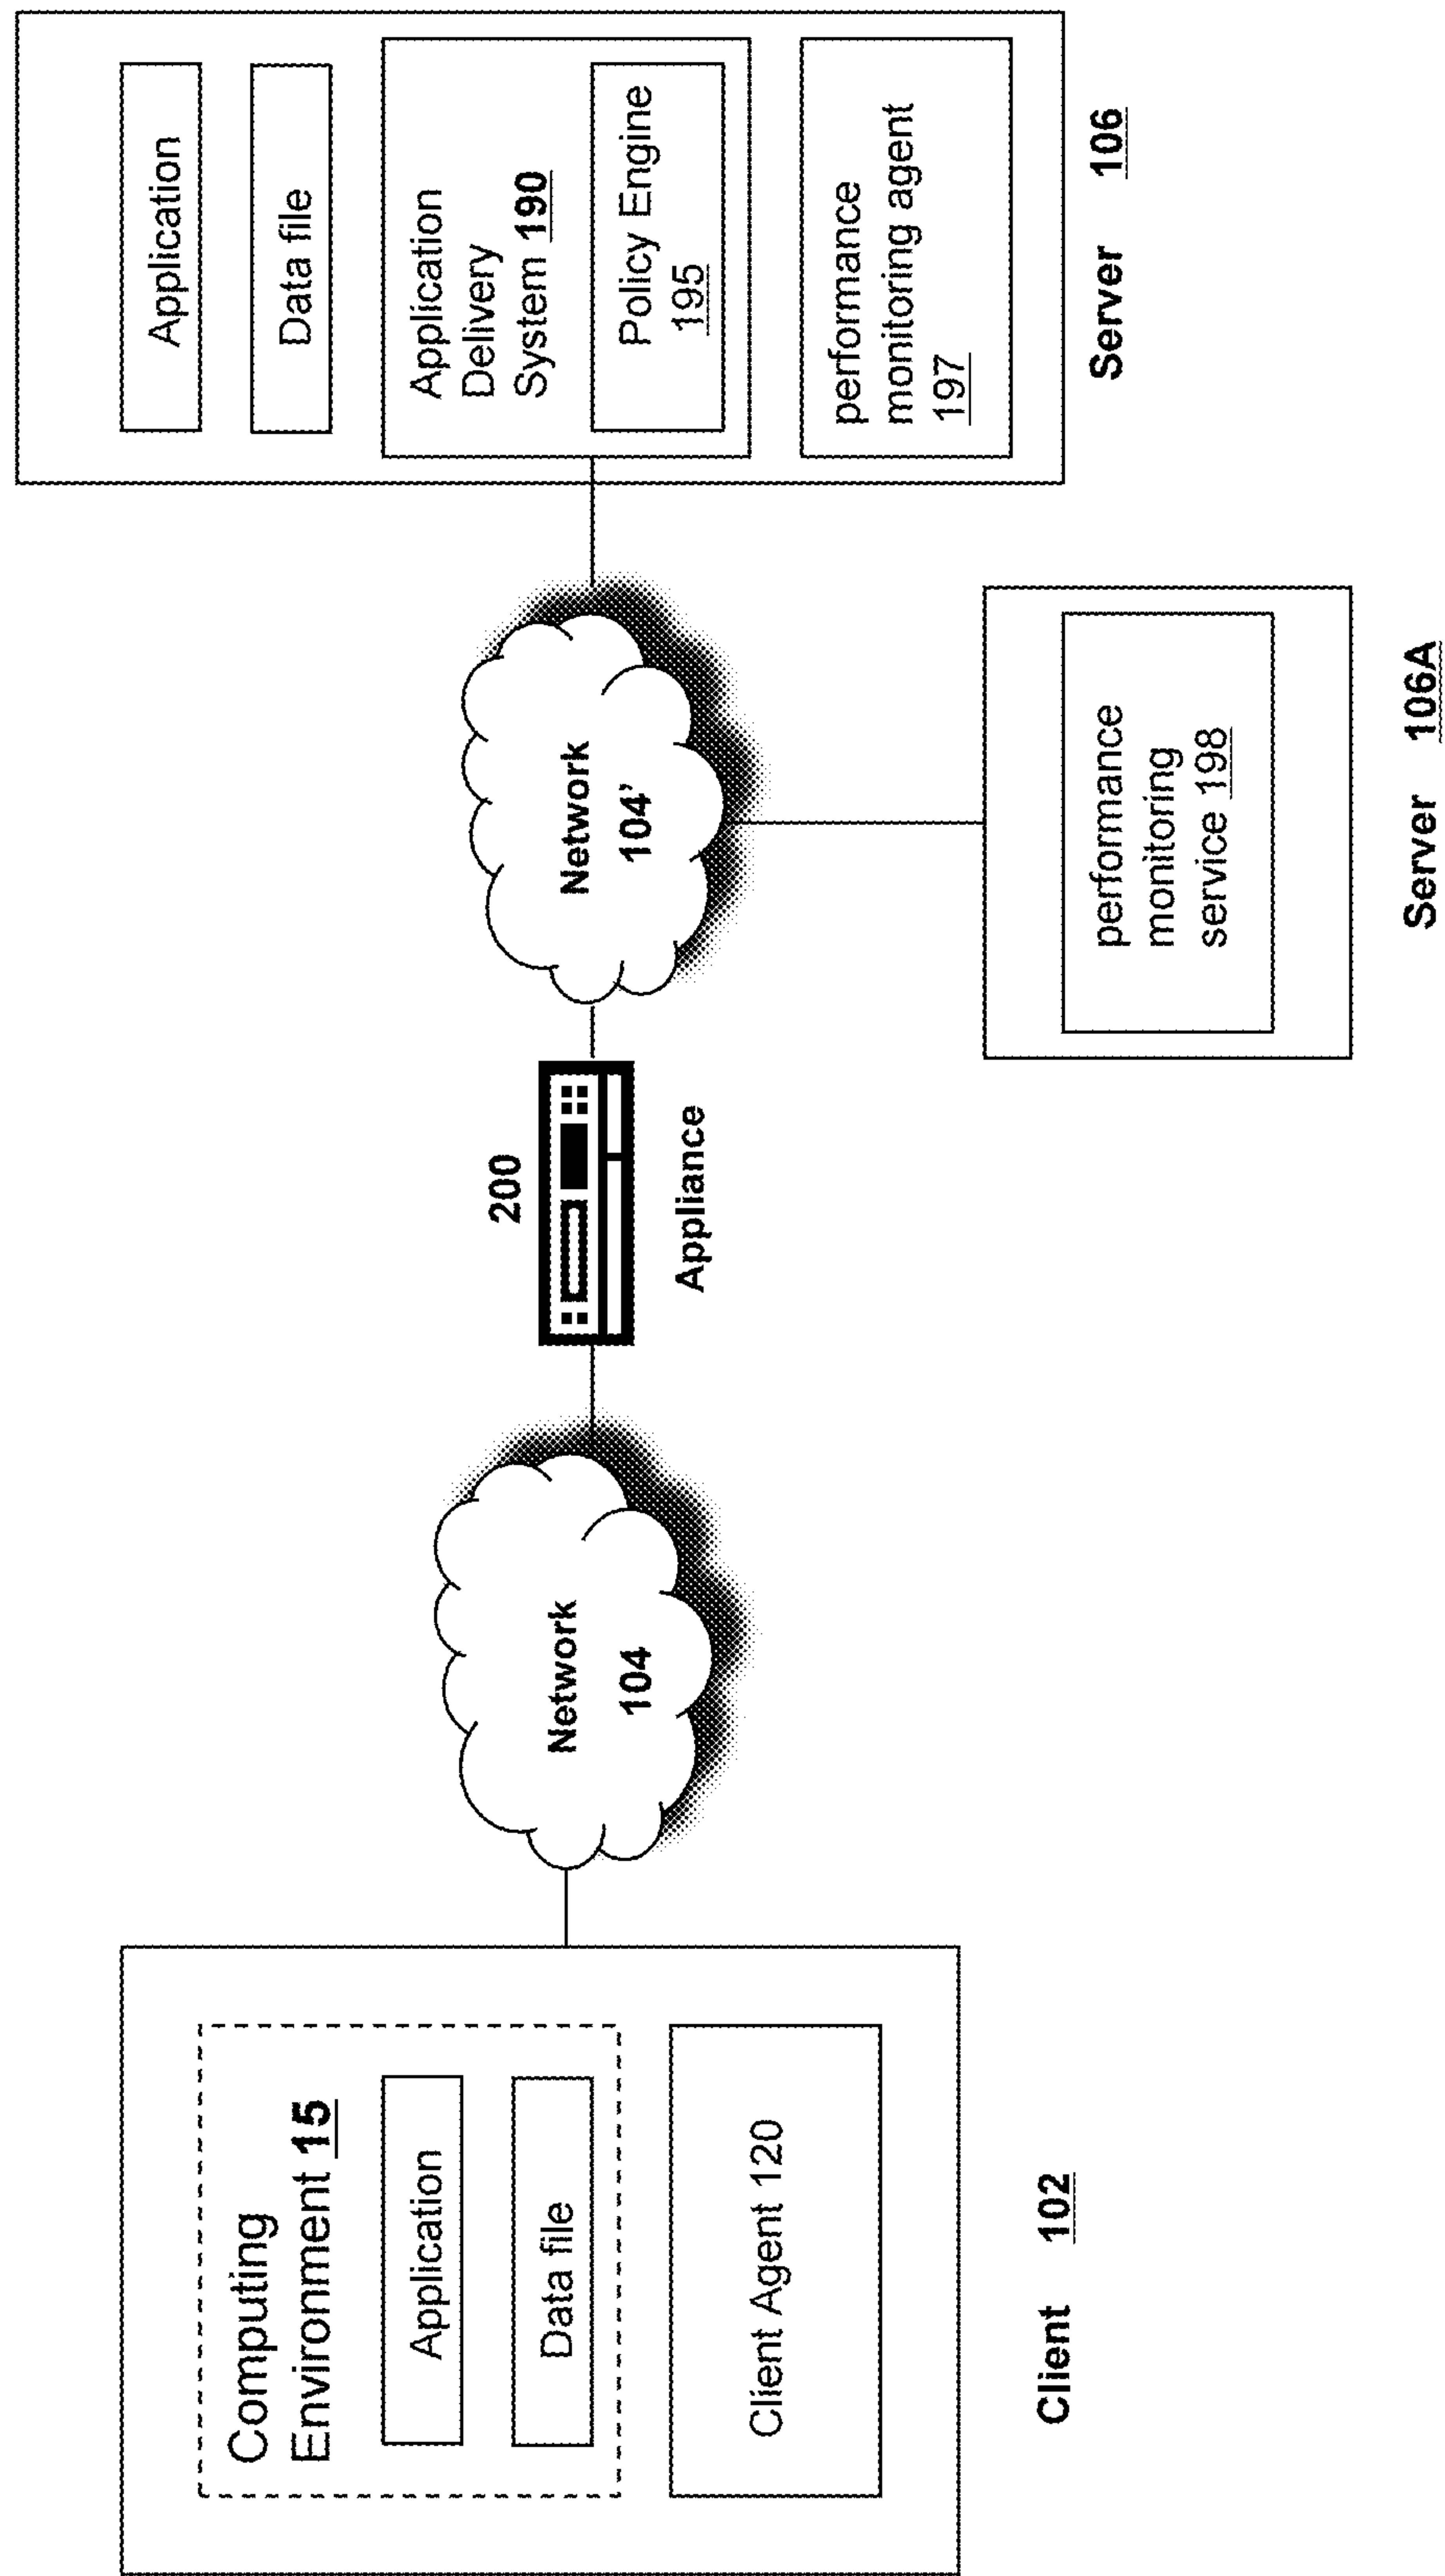 Computing
Environment 15
Application
Data file
Client Agent 120
Client 102
Network
104
200
Appliance
Network
104'
performance
monitoring
service 198
Server 106A
Application
Data file
Application
Delivery
System 190
Policy Engine
195
performance
monitoring agent
197
Server 106